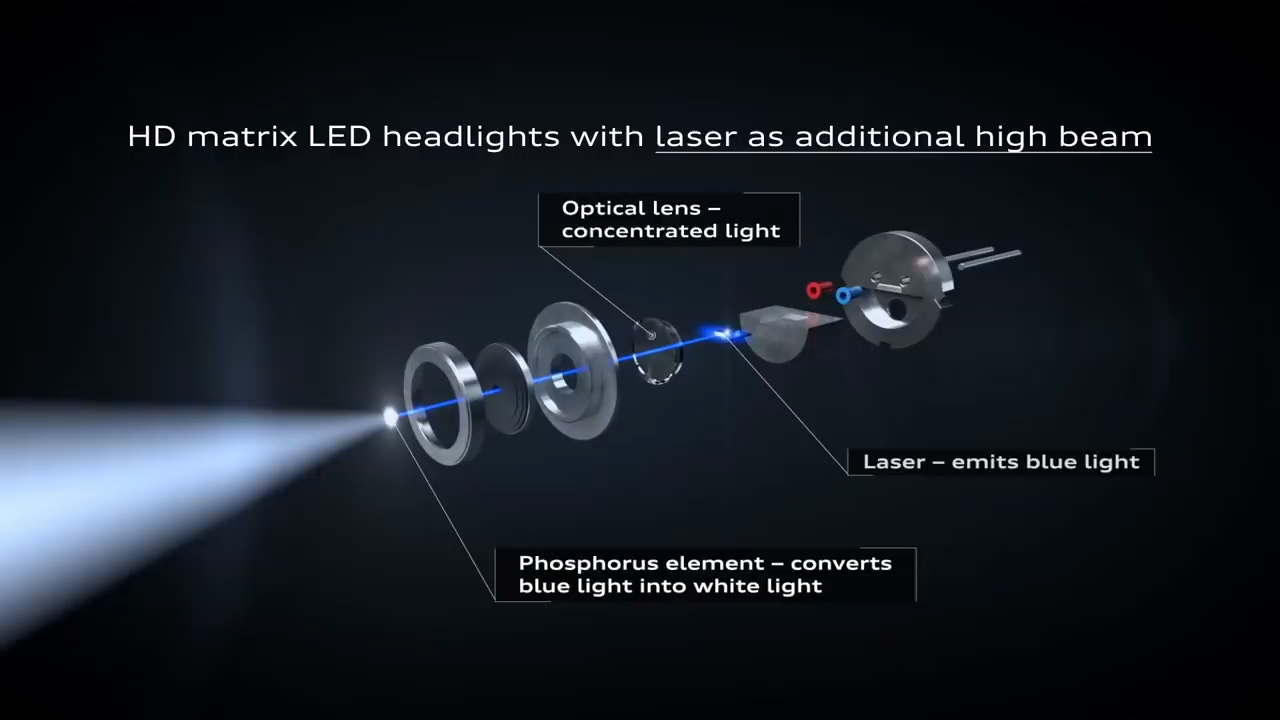 HD matrix LED headlights with laser as additional high beam
Optical lens –
concentrated light
Laser – emits blue light
Phosphorus element – converts
blue light into white light